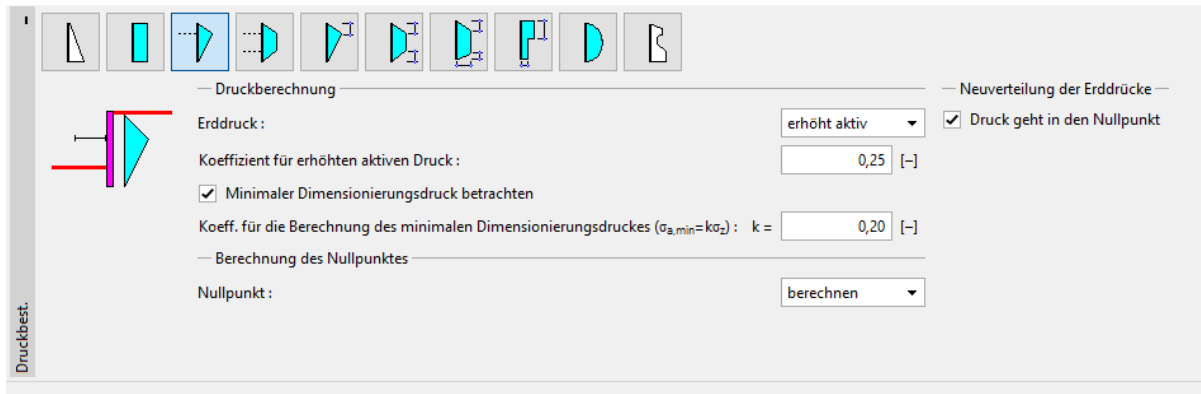 Druckberechnung
Neuverteilung der Erddrücke
Erddruck :
erhöht aktiv
Druck geht in den Nullpunkt
Koeffizient für erhöhten aktiven Druck :
0,25 [–]
Minimaler Dimensionierungsdruck betrachten
Koeff. für die Berechnung des minimalen Dimensionierungsdruckes (σa,min=kσz) : k = 0,20 [–]
Berechnung des Nullpunktes
Nullpunkt :
berechnen
Druckbest.